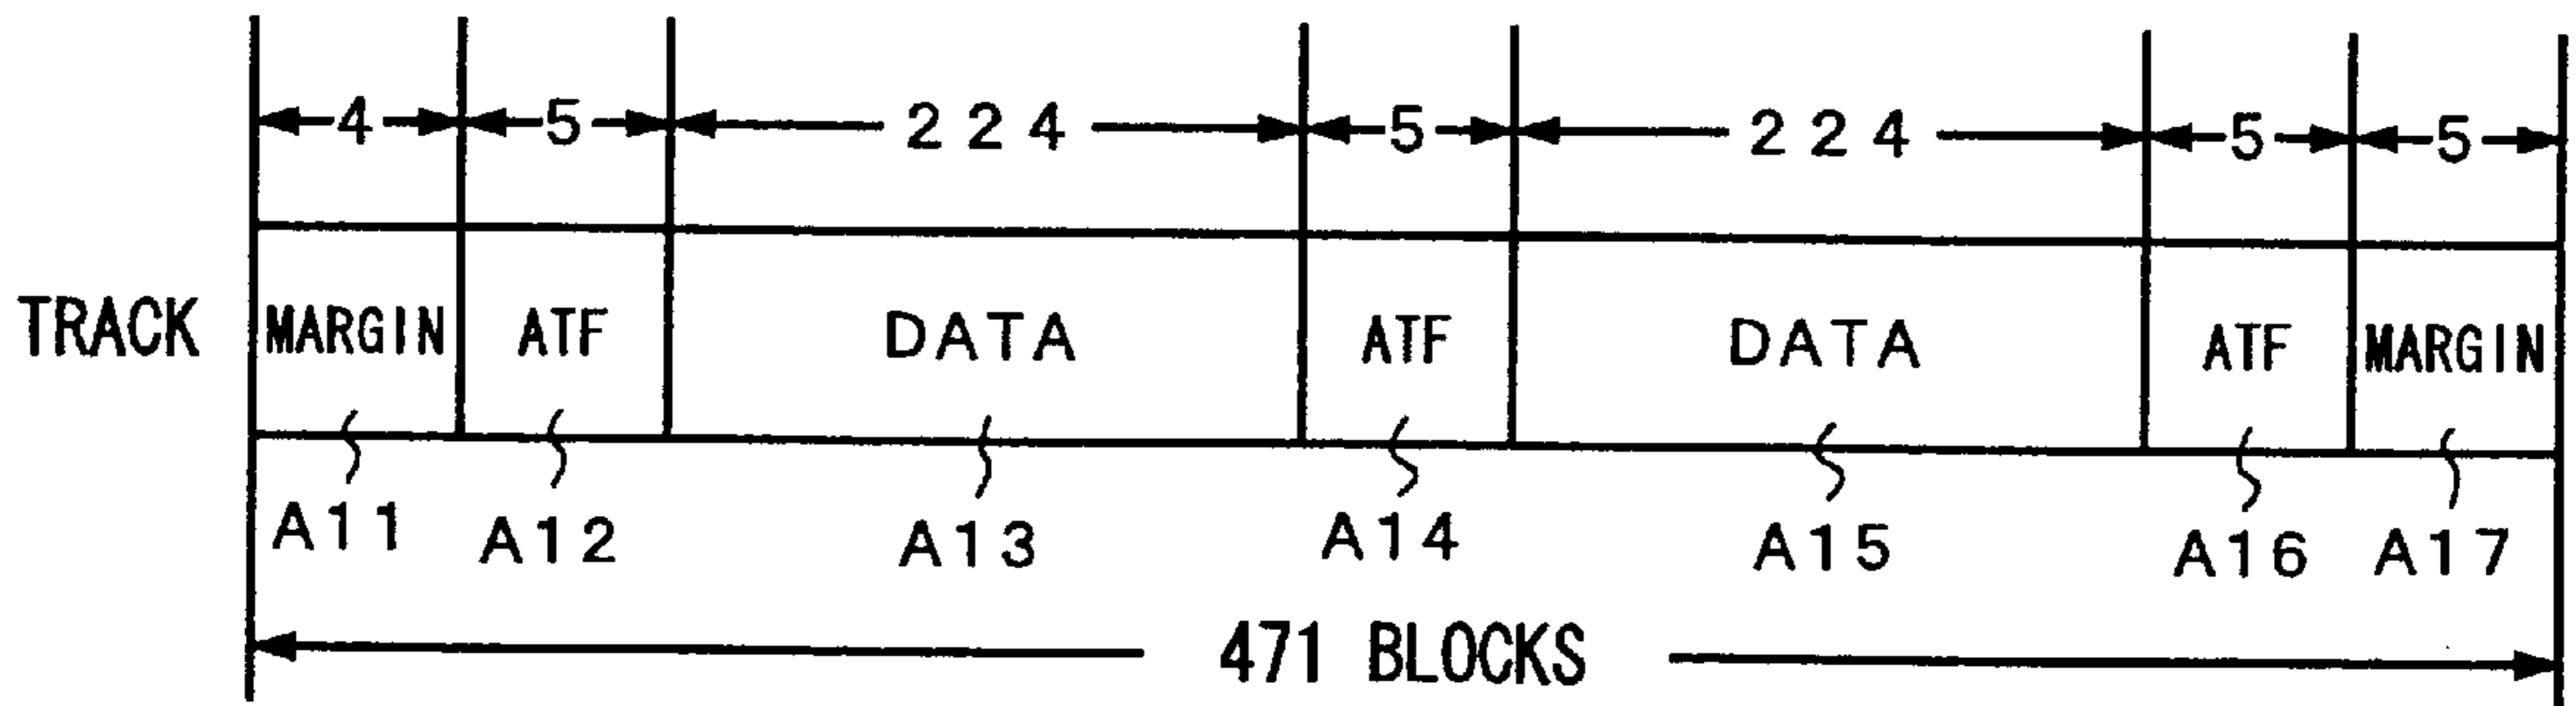 4 5 224 5 224 5 5
TRACK MARGIN ATF DATA ATF DATA ATF MARGIN
A11 A12 A13 A14 A15 A16 A17
471 BLOCKS